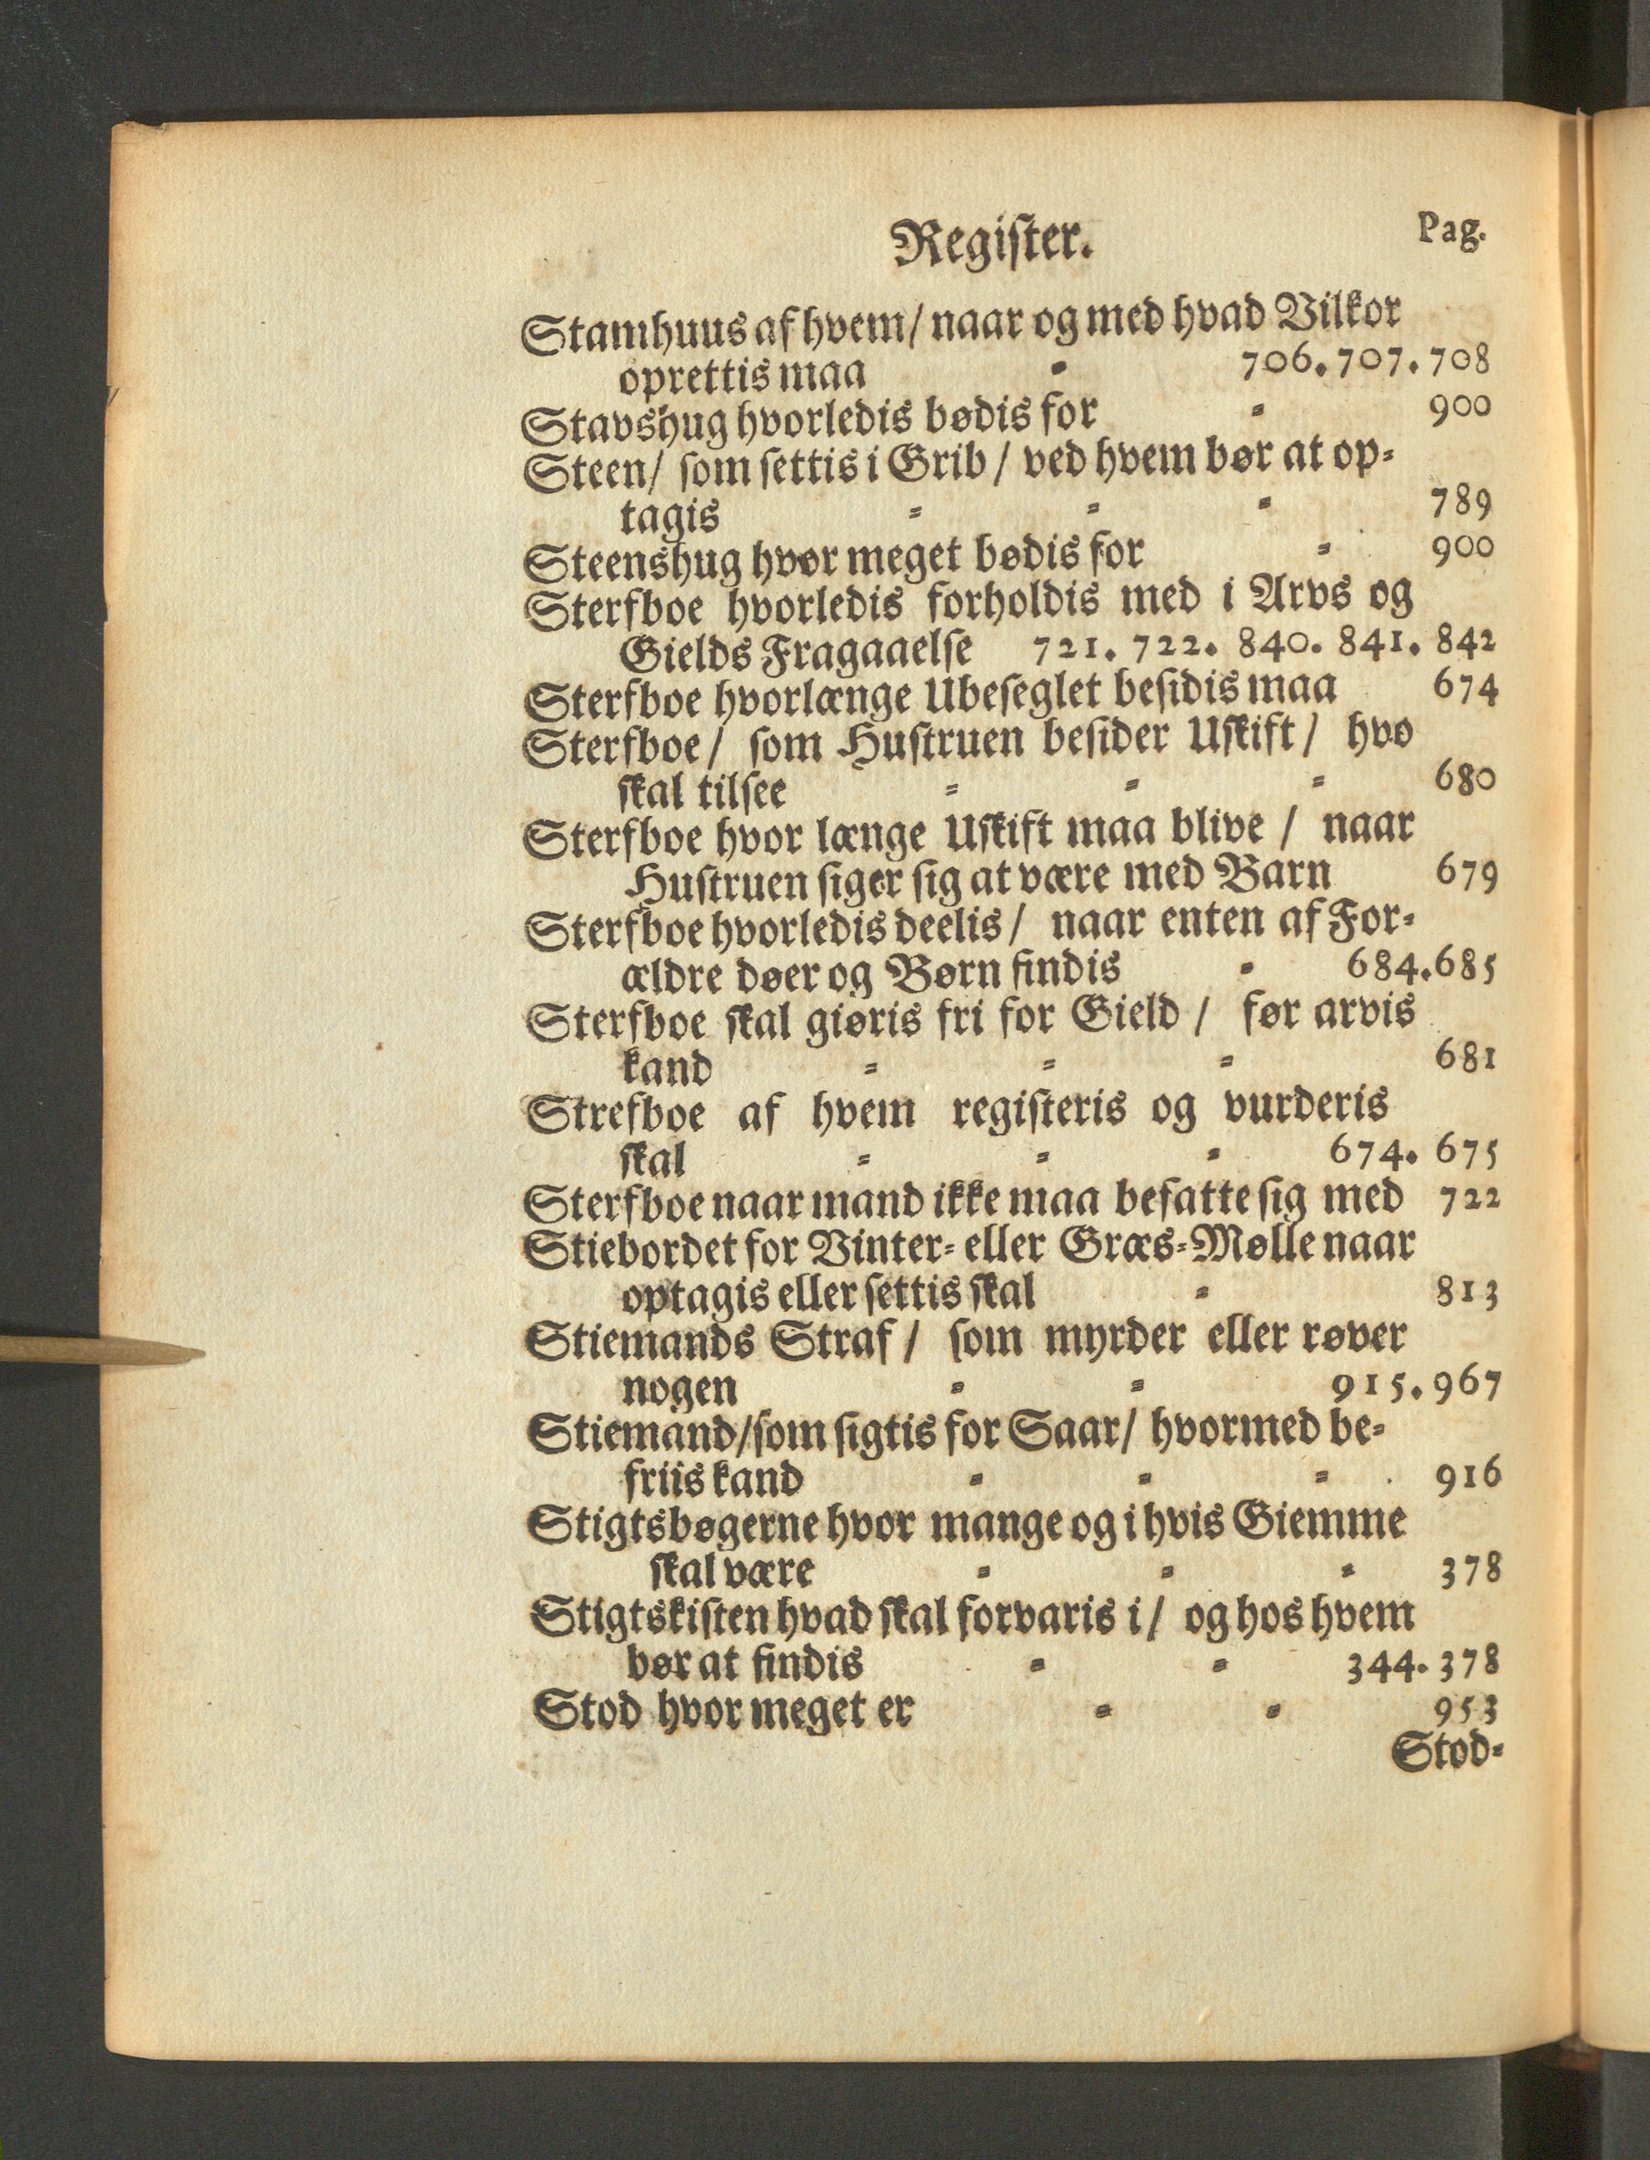 Register.
Pag.
Stamhuus af hvem/ naar og med hvad Vilkor
oprettis maa = 706. 707. 708
Stavshug hvorledis bødis for = 900
Steen/ som settis i Grib / ved hvem bør at op=
tagis = = = 789
Steenshug hvor meget bødis for = 900
Sterfboe hvorledis forholdis med i Arvs og
Gields Fragaaelse 721. 722. 840. 841. 842
Sterfboe hvorlænge Ubeseglet besidis maa 674
Sterfboe/ som Hustruen besider Uskift/ hvo
skal tilsee = = = 680
Sterfboe hvor længe Uskift maa blive / naar
Hustruen siger sig at være med Barn 679
Sterfboe hvorledis deelis/ naar enten af For=
ældre døer og Børn findis = 684.685
Sterfboe skal giøris fri for Gield / før arvis
kand = = = 681
Strefboe af hvem registeris og vurderis
skal = = = 674. 675
Sterfboe naar mand ikke maa befatte sig med 722
Stiebordet for Vinter= eller Græs=Mølle naar
optagis eller settis skal = 813
Stiemands Straf / som myrder eller røver
nogen = = 915. 967
Stiemand/som sigtis for Saar/ hvormed be=
friis kand = = = 916
Stigtsbøgerne hvor mange og i hvis Giemme
skal være = = = 378
Stigtskisten hvad skal forvaris i/ og hos hvem
bør at findis = = 344. 378
Stod hvor meget er = = 953
Stod=